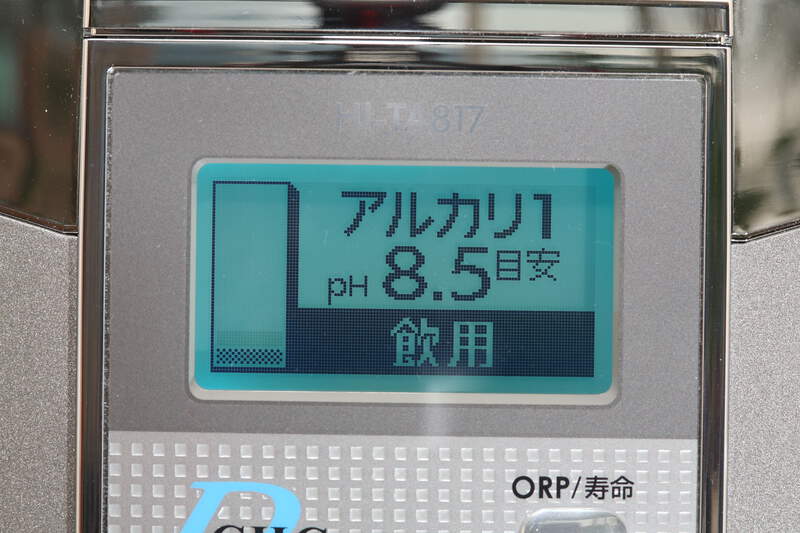 HI-TA817
アルカリ1
pH 8.5 目安
飲用
ORP/寿命